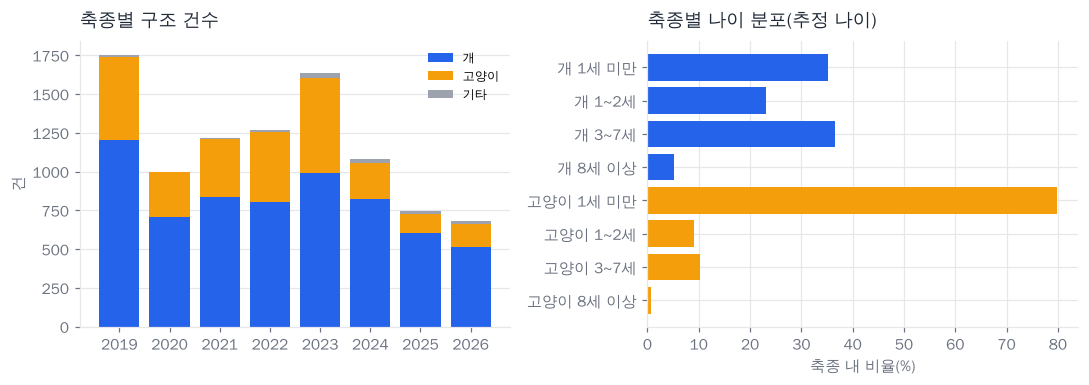 축종별 구조 건수
1750
1500
1250
1000
750
500
250
0
건
개
고양이
기타
2019 2020 2021 2022 2023 2024 2025 2026
축종별 나이 분포(추정 나이)
개 1세 미만
개 1~2세
개 3~7세
개 8세 이상
고양이 1세 미만
고양이 1~2세
고양이 3~7세
고양이 8세 이상
0 10 20 30 40 50 60 70 80
축종 내 비율(%)